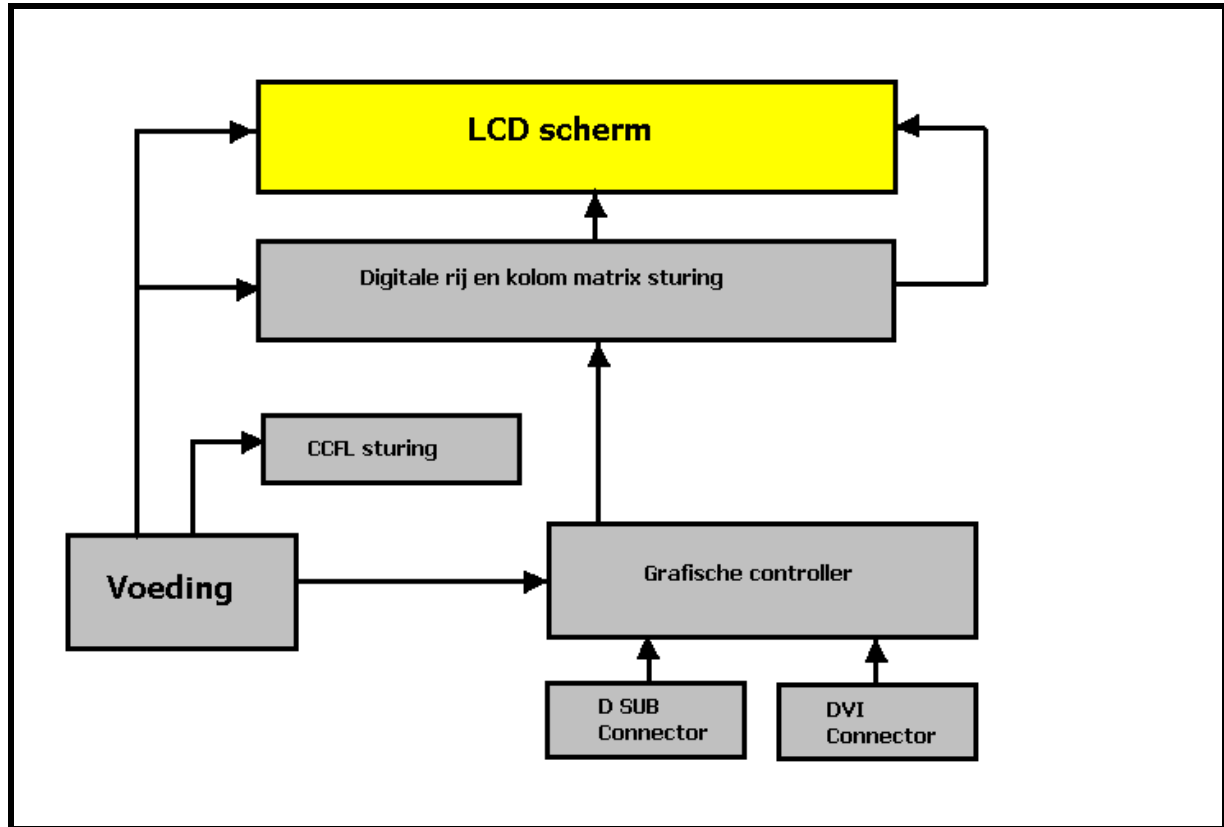 LCD scherm
Digitale rij en kolom matrix sturing
CCFL sturing
Voeding
Grafische controller
D SUB
Connector
DVI
Connector